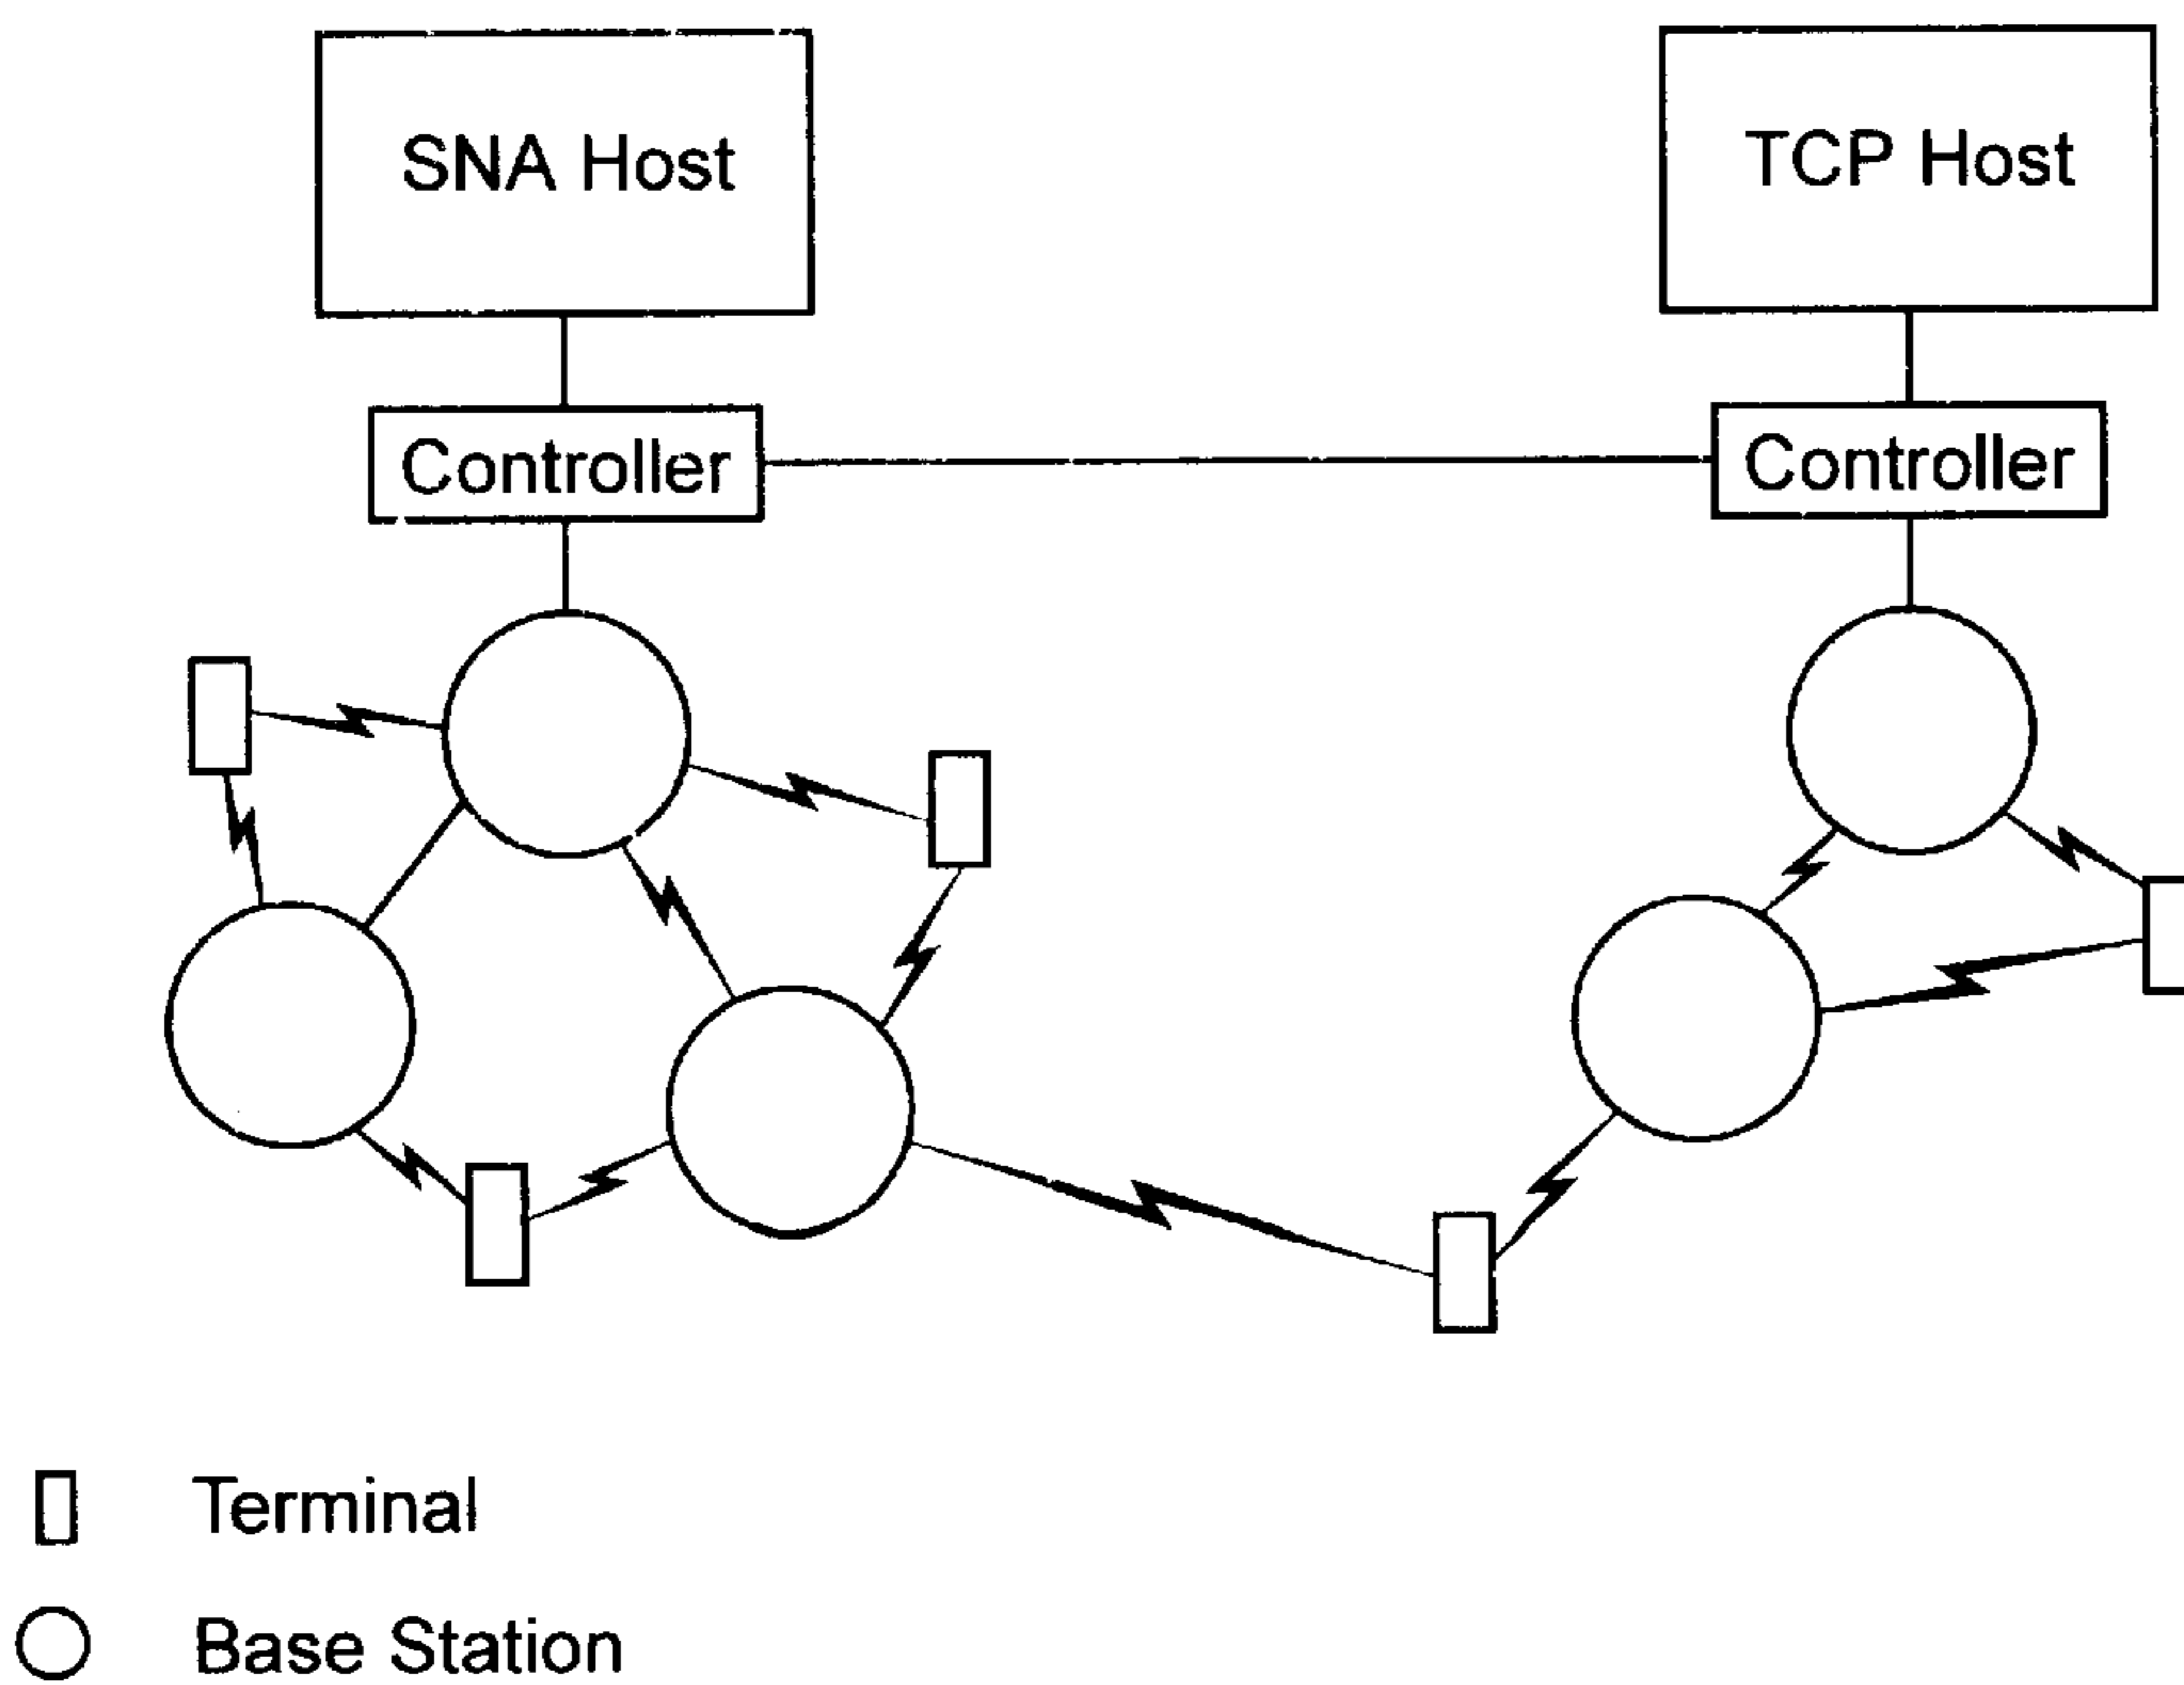 SNA Host
TCP Host
Controller
Controller
Terminal
Base Station